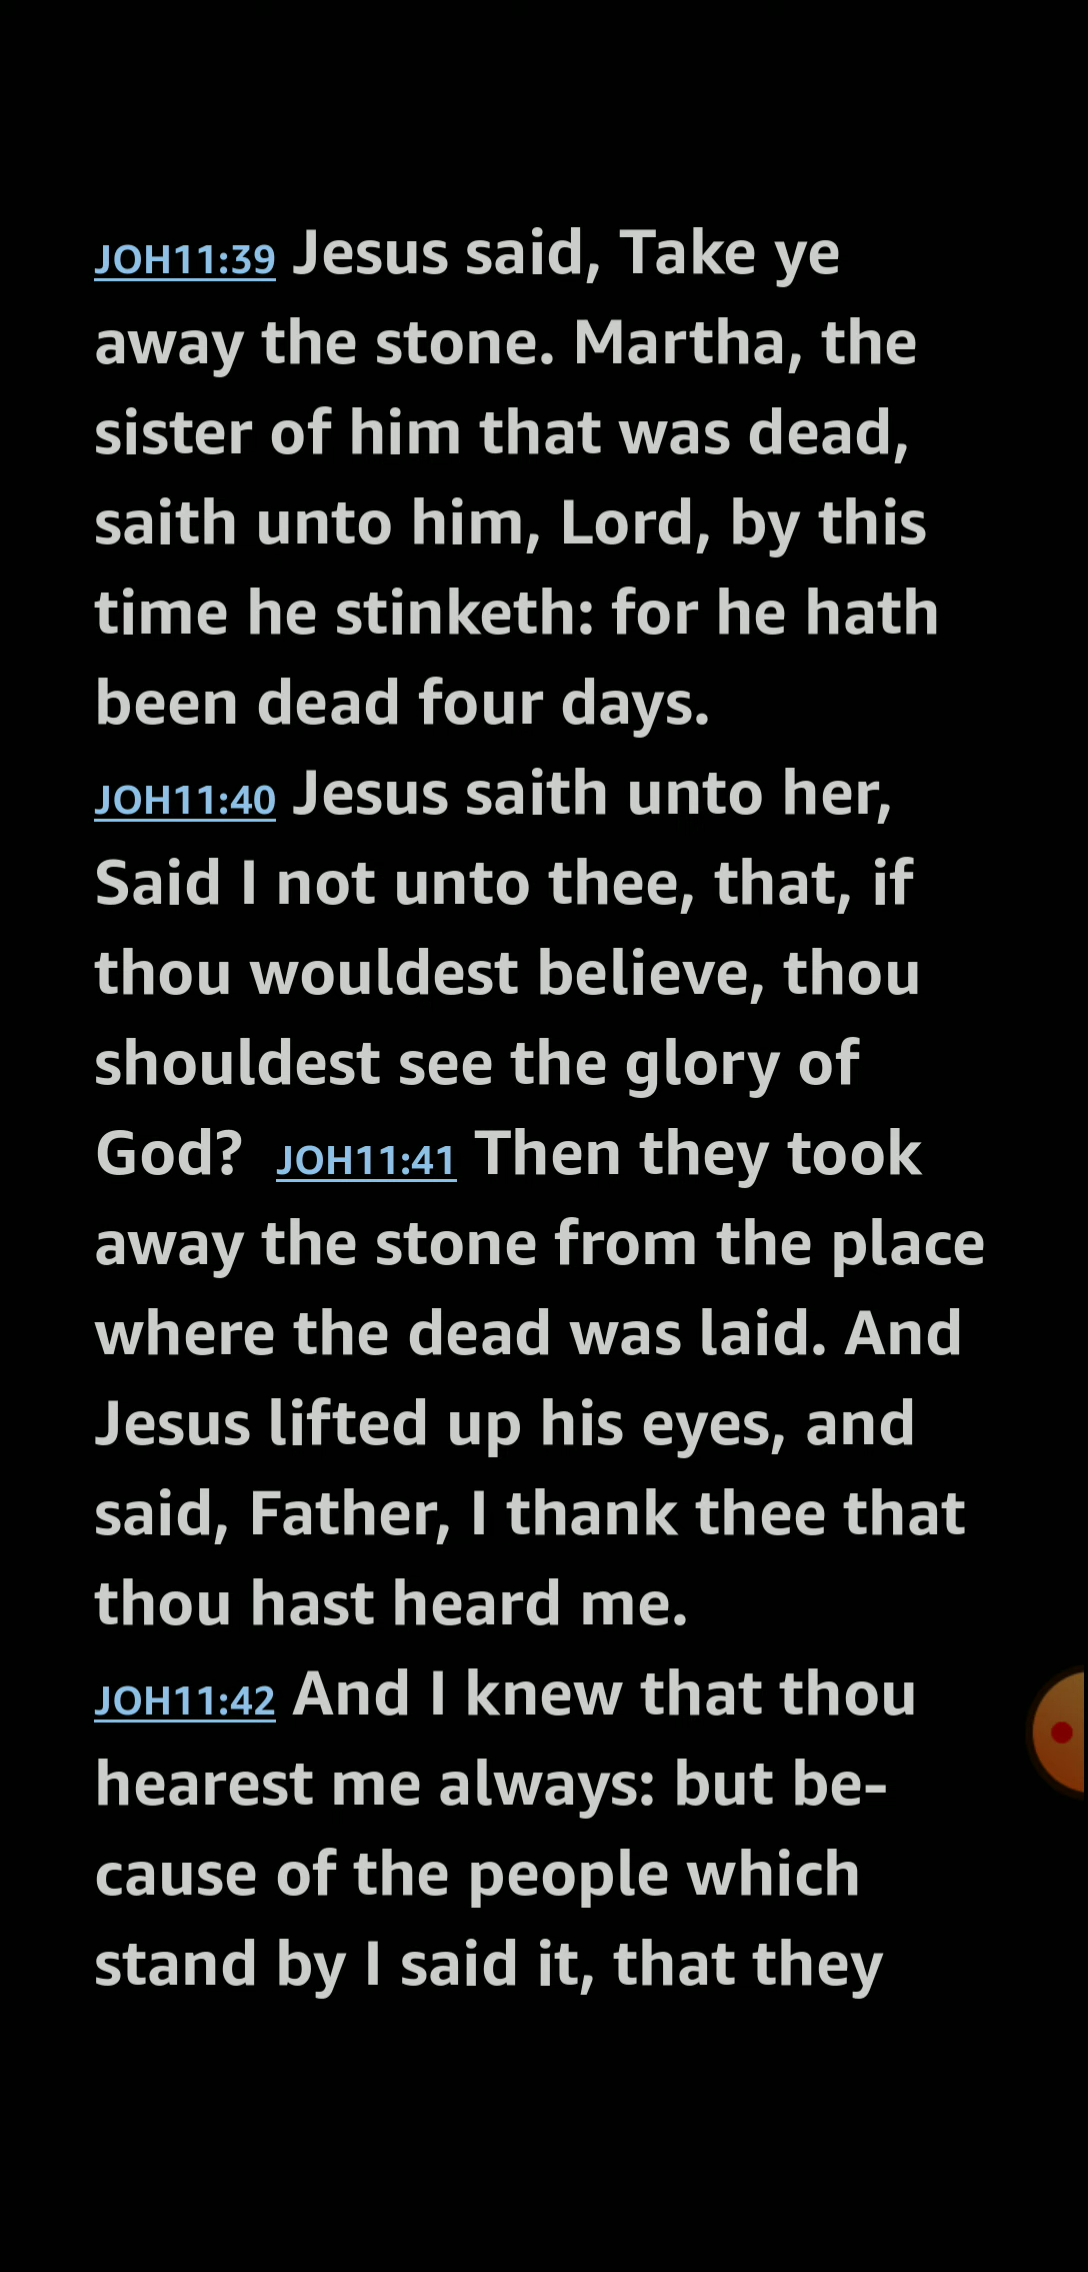 JOH11:39 Jesus said, Take ye
away the stone. Martha, the
sister of him that was dead,
saith unto him, Lord, by this
time he stinketh: for he hath
been dead four days.
JOH11:40 Jesus saith unto her,
Said I not unto thee, that, if
thou wouldest believe, thou
shouldest see the glory of
God? JOH11:41 Then they took
away the stone from the place
where the dead was laid. And
Jesus lifted up his eyes, and
said, Father, I thank thee that
thou hast heard me.
JOH11:42 And I knew that thou
hearest me always: but be-
cause of the people which
stand by I said it, that they